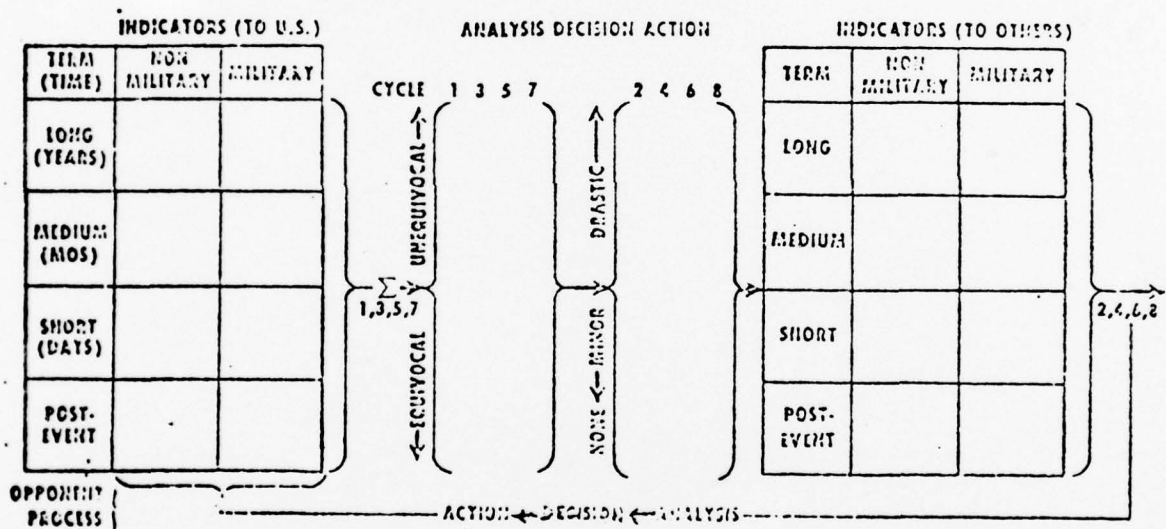 INDICATORS (TO U.S.)
TERM (TIME)
NON MILITARY
MILITARY
LONG (YEARS)
MEDIUM (MOS)
SHORT (DAYS)
POST-EVENT
OPPONENT PROCESS
ANALYSIS DECISION ACTION
CYCLE 1 3 5 7
2 4 6 8
Σ
1,3,5,7
EQUIVOCAL
UNEQUIVOCAL
NONE ← MINOR
DRASTIC
INDICATORS (TO OTHERS)
TERM
NON MILITARY
MILITARY
LONG
MEDIUM
SHORT
POST-EVENT
2,4,6,8
ACTION ← DECISION ← ANALYSIS